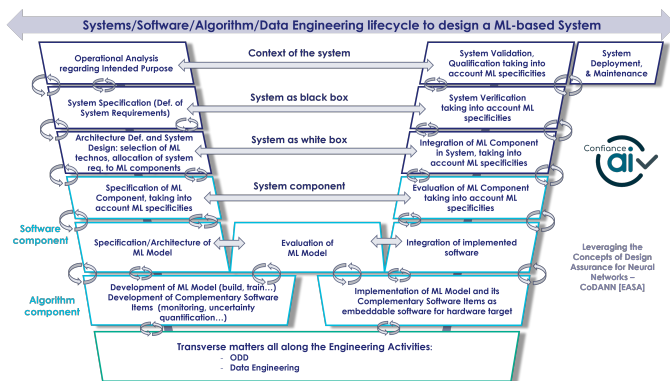 Systems/Software/Algorithm/Data Engineering lifecycle to design a ML-based System
Operational Analysis
regarding Intended Purpose
Context of the system
System Validation,
Qualification taking into
account ML specificities
System
Deployment,
& Maintenance
System Specification (Def. of
System Requirements)
System as black box
System Verification
taking into account ML
specificities
Architecture Def. and System
Design: selection of ML
technos, allocation of system
req. to ML components
System as white box
Integration of ML Component
in System, taking into
account ML specificities
Confiance
ai
Specification of ML
Component, taking into
account ML specificities
System component
Evaluation of ML Component
taking into account ML
specificities
Software
component
Specification/Architecture of
ML Model
Evaluation of
ML Model
Integration of implemented
software
Leveraging the
Concepts of Design
Assurance for Neural
Networks –
CoDANN [EASA]
Algorithm
component
Development of ML Model (build, train…)
Development of Complementary Software
Items (monitoring, uncertainty
quantification…)
Implementation of ML Model and its
Complementary Software Items as
embeddable software for hardware target
Transverse matters all along the Engineering Activities:
- ODD
- Data Engineering